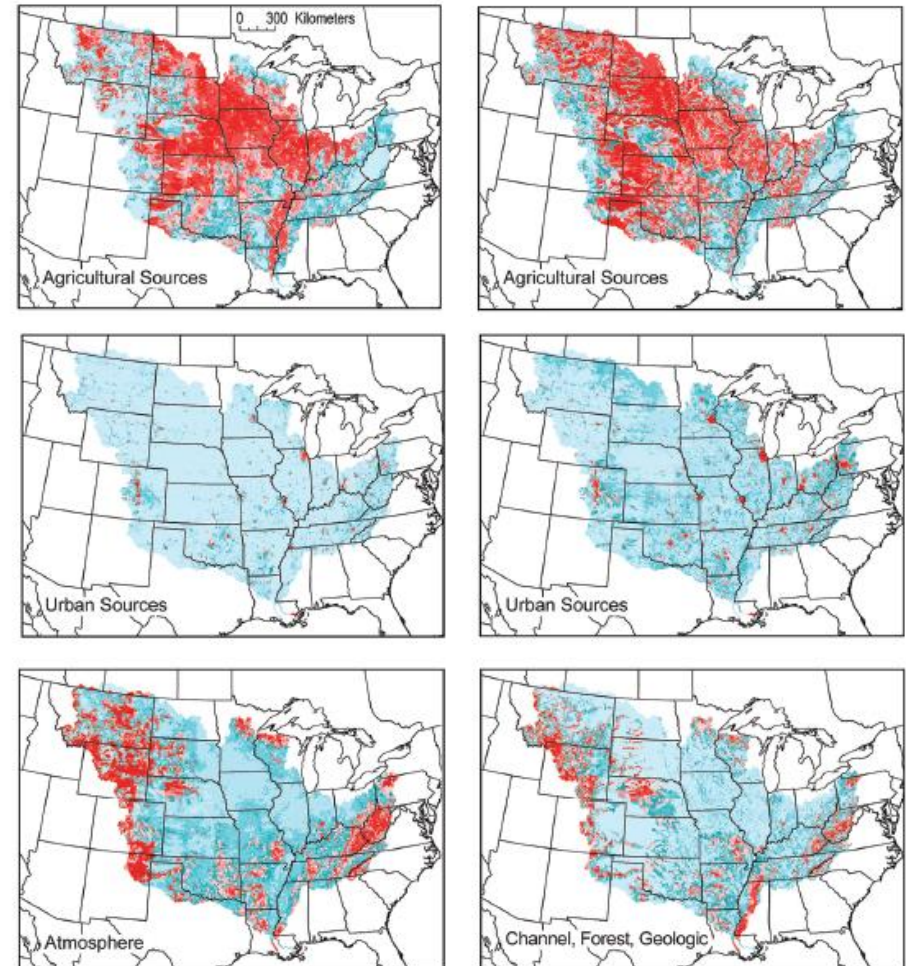 0 300 Kilometers
Agricultural Sources
Agricultural Sources
Urban Sources
Urban Sources
Atmosphere
Channel, Forest, Geologic